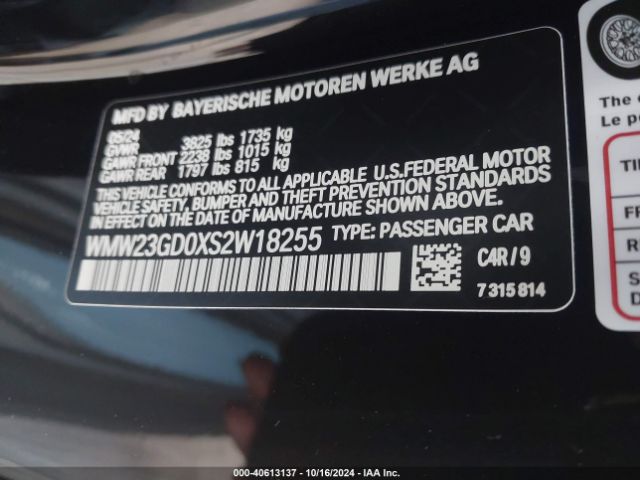 MFD BY BAYERISCHE MOTOREN WERKE AG
05/24
GVWR 3825 lbs 1735 kg
GAWR FRONT 2238 lbs 1015 kg
GAWR REAR 1797 lbs 815 kg
THIS VEHICLE CONFORMS TO ALL APPLICABLE U.S.FEDERAL MOTOR
VEHICLE SAFETY, BUMPER AND THEFT PREVENTION STANDARDS
IN EFFECT ON THE DATE OF MANUFACTURE SHOWN ABOVE.
WMW23GD0XS2W18255 TYPE: PASSENGER CAR
C4R/9
7315814
The
Le
000-40613137 - 10/16/2024 - IAA Inc.